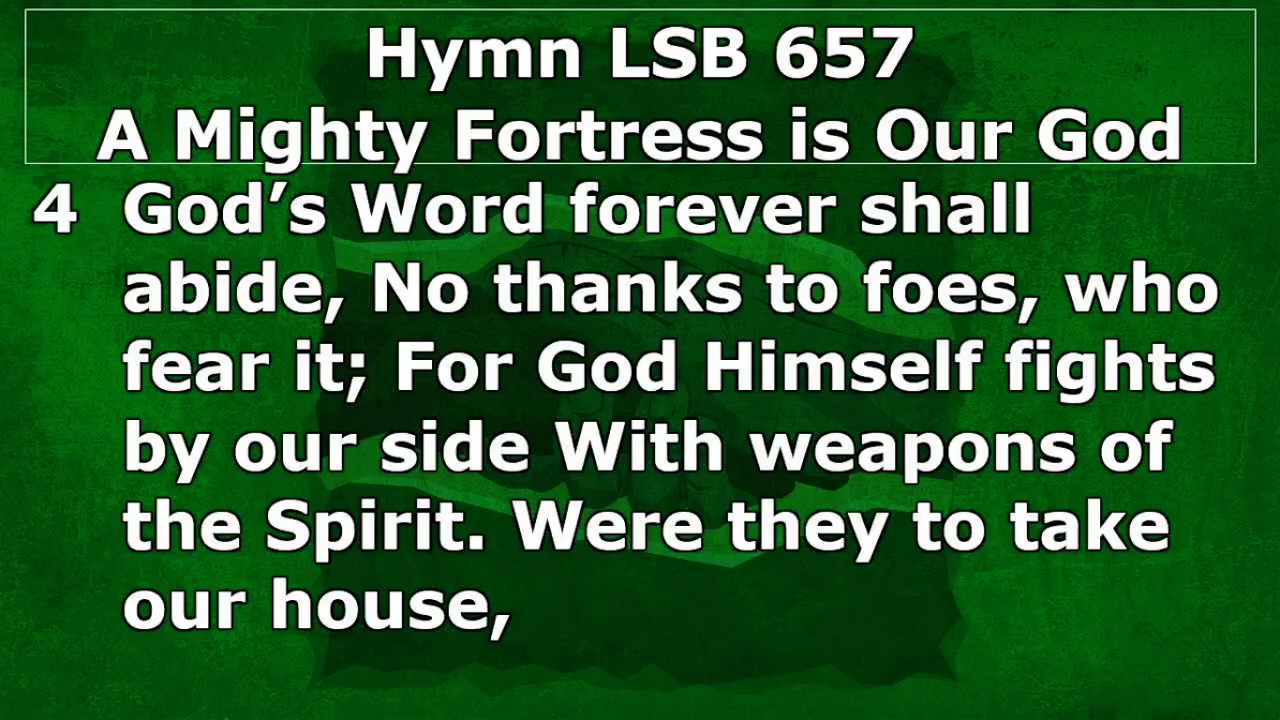 Hymn LSB 657
A Mighty Fortress is Our God
4 God’s Word forever shall
abide, No thanks to foes, who
fear it; For God Himself fights
by our side With weapons of
the Spirit. Were they to take
our house,